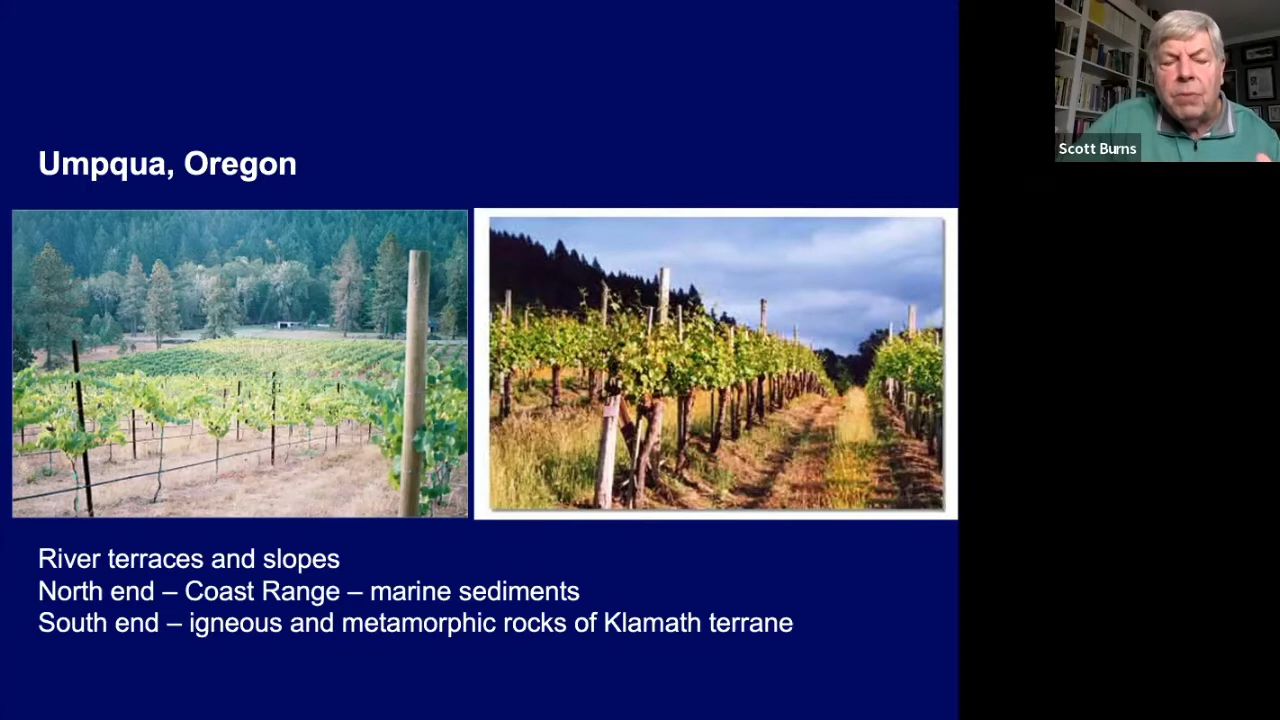 Umpqua, Oregon
Scott Burns
River terraces and slopes
North end – Coast Range – marine sediments
South end – igneous and metamorphic rocks of Klamath terrane